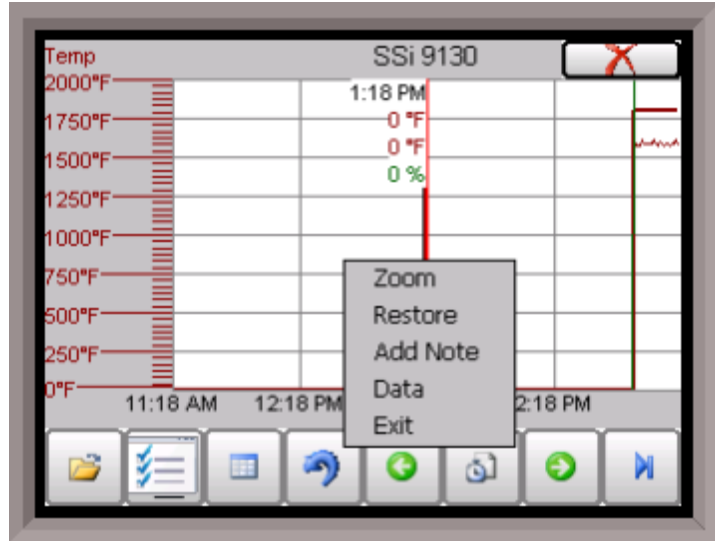 Temp
SSi 9130
2000°F
1:18 PM
1750°F
0 °F
0 °F
1500°F
0 %
1250°F
1000°F
750°F
Zoom
500°F
Restore
250°F
Add Note
0°F
Data
11:18 AM
12:18 PM
2:18 PM
Exit